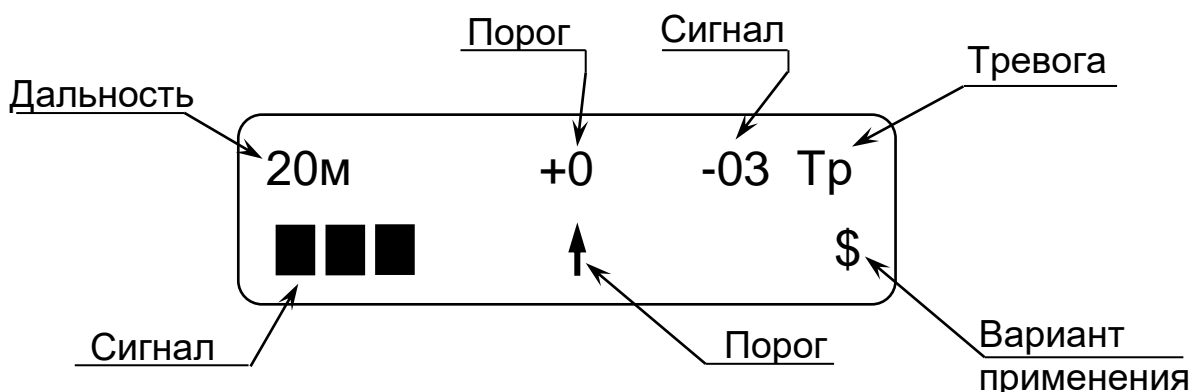 Порог
Сигнал
Тревога
Дальность
20м +0 -03 Тр
$
Сигнал
Порог
Вариант
применения